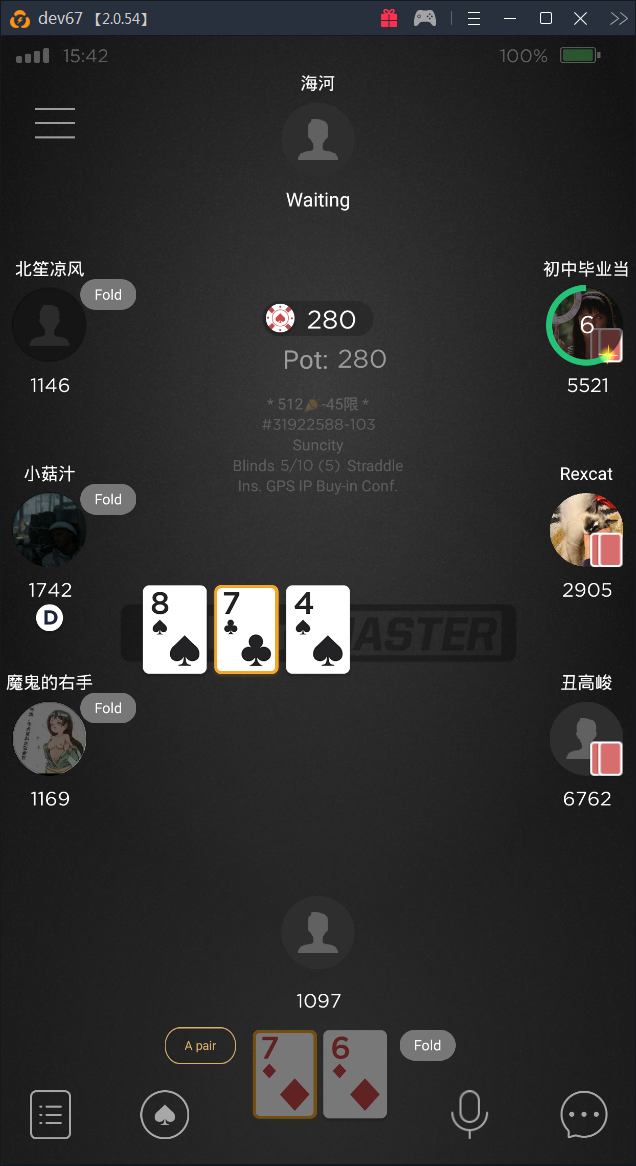 dev67 【2.0.54】
15:42
100%
海河
Waiting
北笙凉风
Fold
1146
初中毕业当
6
5521
280
Pot: 280
* 512 -45限 *
#31922588-103
Suncity
Blinds 5/10 (5) Straddle
Ins. GPS IP Buy-in Conf.
小菇汁
Fold
1742
D
Rexcat
2905
8
7
4
魔鬼的右手
Fold
1169
丑高峻
6762
1097
A pair
7
6
Fold